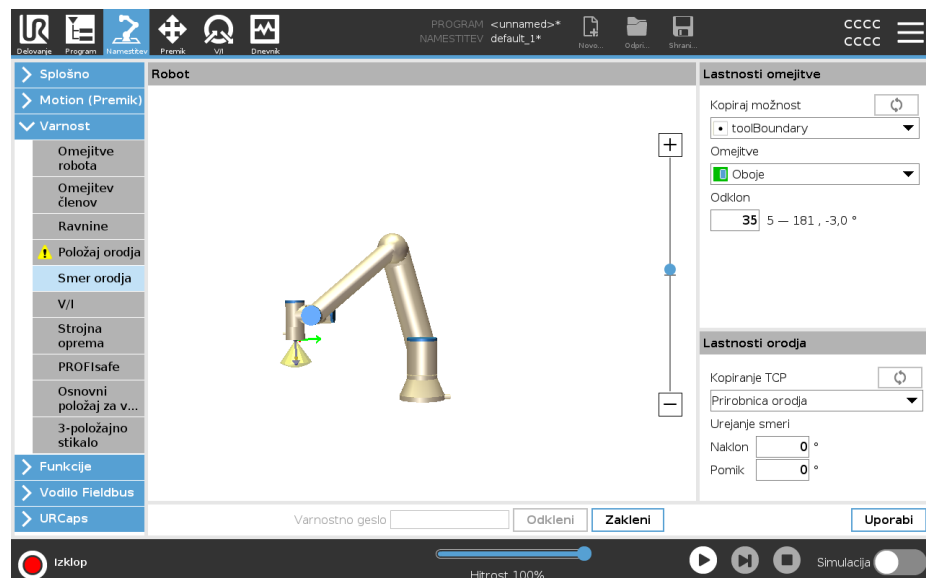 PROGRAM <unnamed>*
NAMESTITEV default_1*
Delovanje Program Namestitev Premik V/I Dnevnik Novo... Odpri... Shrani...
cccc
cccc
Splošno
Motion (Premik)
Varnost
Omejitve
robota
Omejitev
členov
Ravnine
Položaj orodja
Smer orodja
V/I
Strojna
oprema
PROFIsafe
Osnovni
položaj za v...
3-položajno
stikalo
Funkcije
Vodilo Fieldbus
URCaps
Robot
Lastnosti omejitve
Kopiraj možnost
toolBoundary
Omejitve
Oboje
Odklon
35 5 — 181 , -3,0 °
Lastnosti orodja
Kopiranje TCP
Prirobnica orodja
Urejanje smeri
Naklon 0 °
Pomik 0 °
Varnostno geslo Odkleni Zakleni Uporabi
Izklop
Hitrost 100%
Simulacija